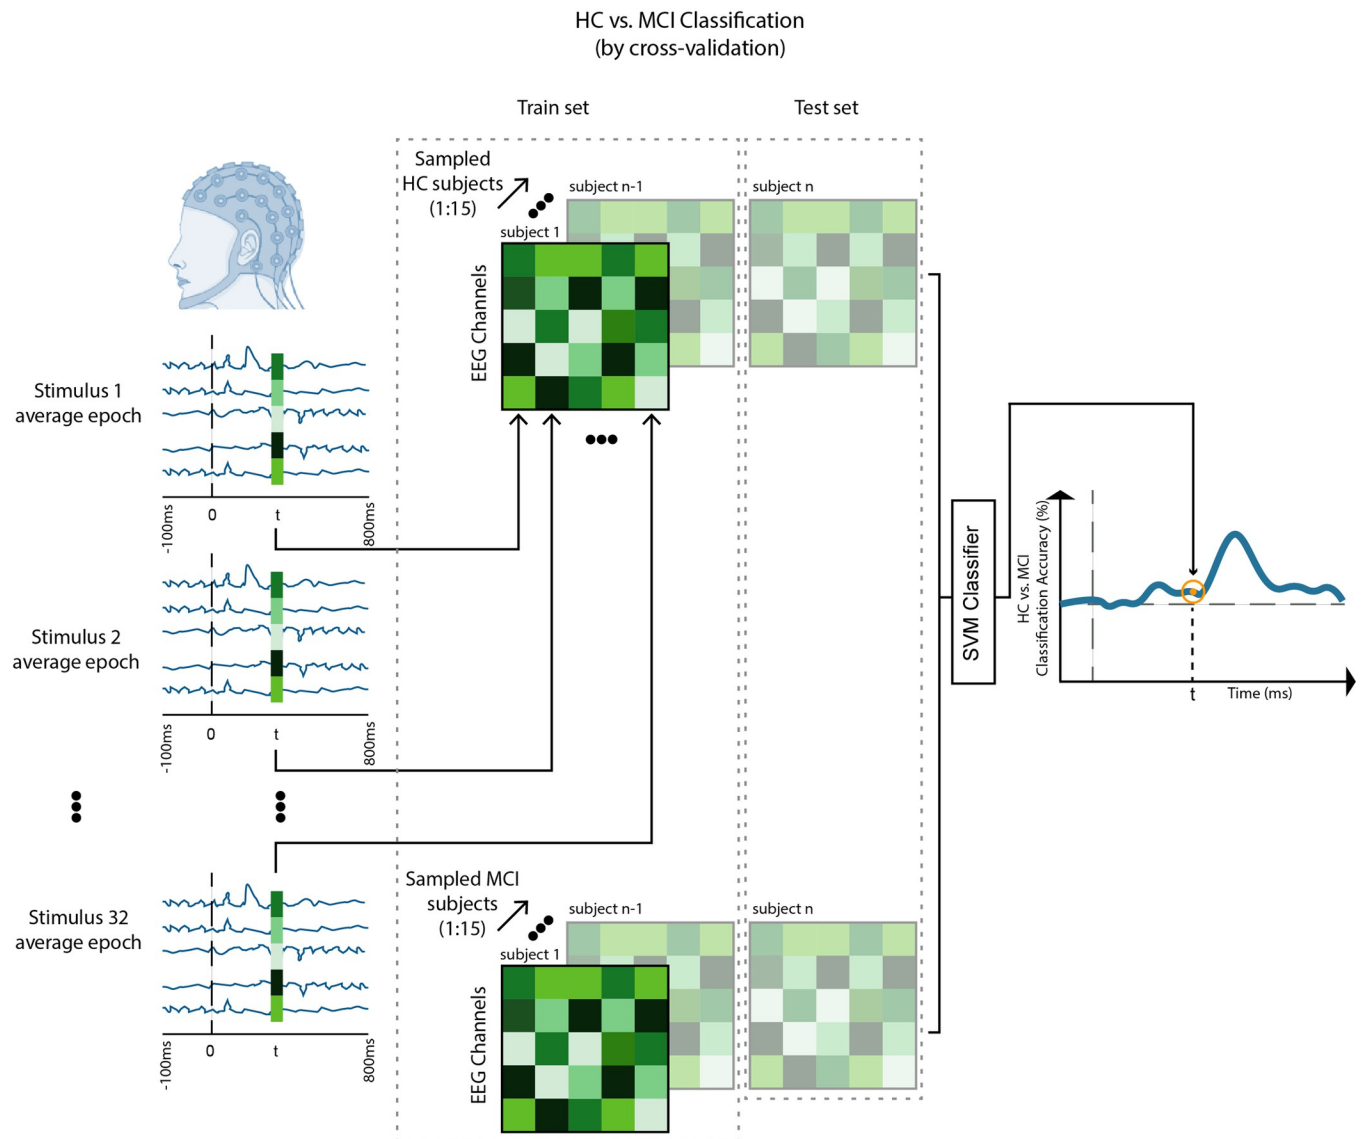 HC vs. MCI Classification
(by cross-validation)
Train set
Test set
Sampled
HC subjects
(1:15)
subject n-1
subject n
subject 1
EEG Channels
Stimulus 1
average epoch
-100ms
0
t
800ms
Stimulus 2
average epoch
-100ms
0
t
800ms
SVM Classifier
HC vs. MCI
Classification Accuracy (%)
t
Time (ms)
Sampled MCI
subjects
(1:15)
subject n-1
subject n
subject 1
EEG Channels
Stimulus 32
average epoch
-100ms
0
t
800ms